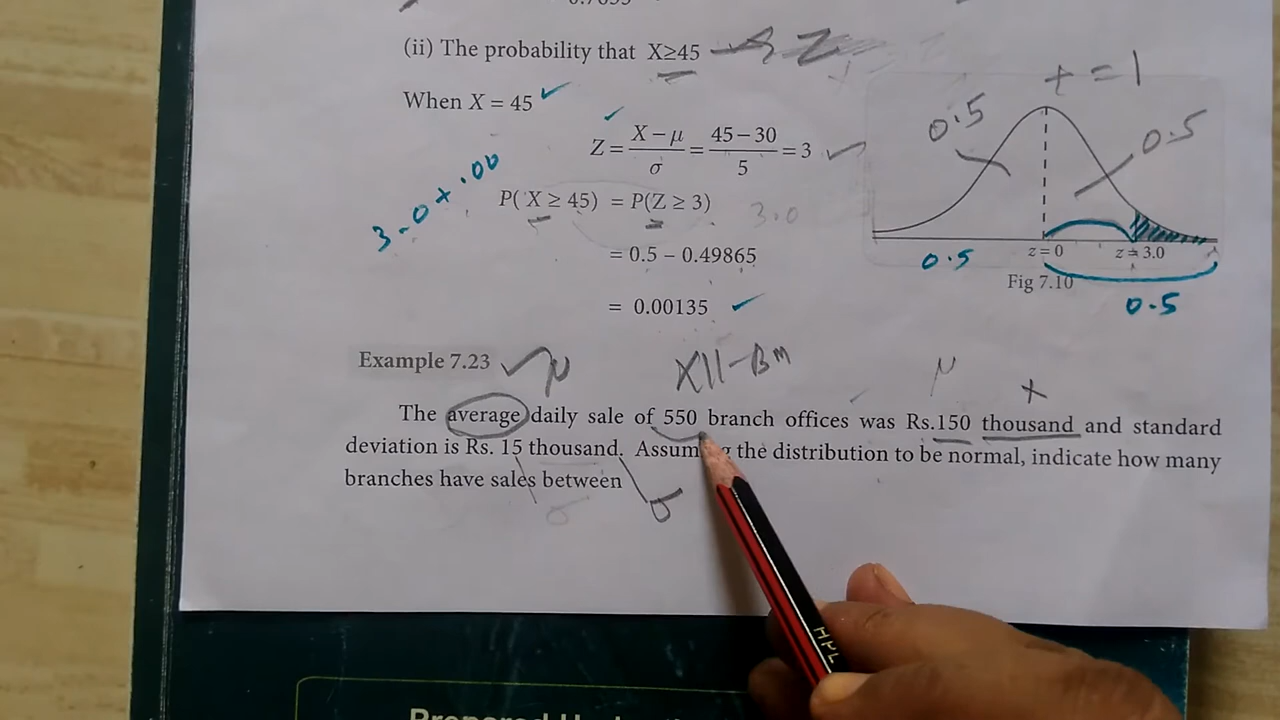 (ii) The probability that X≥45 Z
t = 1
When X = 45
0.5
0.5
Z = X − μ / σ = 45 − 30 / 5 = 3
3.0 x .00
P( X ≥ 45) = P(Z ≥ 3) 3.0
= 0.5 − 0.49865
0.5 z = 0 z = 3.0
Fig 7.10
0.5
= 0.00135
Example 7.23 μ XII-BM μ
The average daily sale of 550 branch offices was Rs.150 thousand and standard
deviation is Rs. 15 thousand. the distribution to be normal, indicate how many
branches have sales between
σ σ
HPL